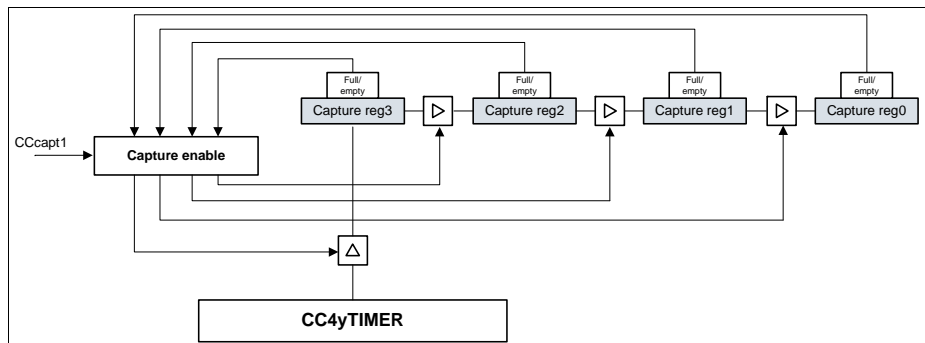 Full/
empty
Full/
empty
Full/
empty
Full/
empty
Capture reg3
Capture reg2
Capture reg1
Capture reg0
CCcapt1
Capture enable
CC4yTIMER